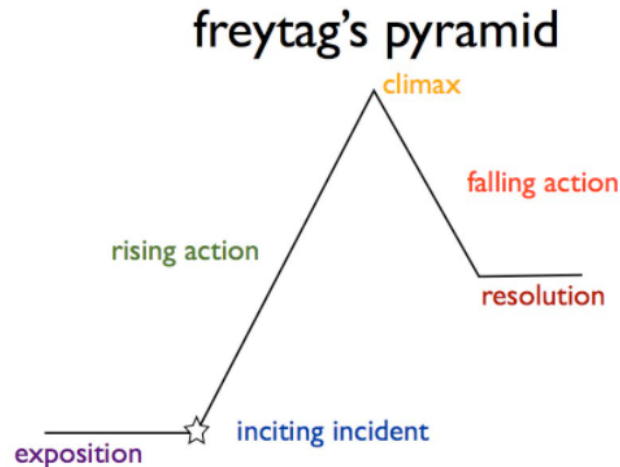 freytag's pyramid
climax
falling action
rising action
resolution
inciting incident
exposition